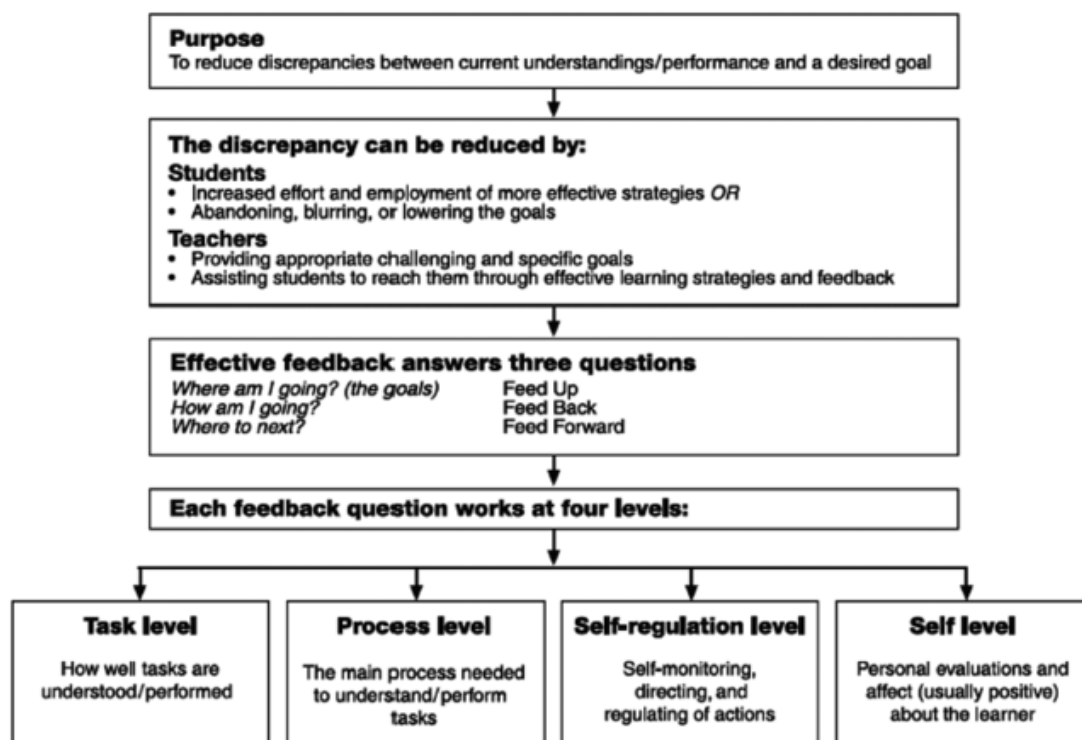 Purpose
To reduce discrepancies between current understandings/performance and a desired goal
The discrepancy can be reduced by:
Students
• Increased effort and employment of more effective strategies OR
• Abandoning, blurring, or lowering the goals
Teachers
• Providing appropriate challenging and specific goals
• Assisting students to reach them through effective learning strategies and feedback
Effective feedback answers three questions
Where am I going? (the goals) Feed Up
How am I going? Feed Back
Where to next? Feed Forward
Each feedback question works at four levels:
Task level
How well tasks are
understood/performed
Process level
The main process needed
to understand/perform
tasks
Self-regulation level
Self-monitoring,
directing, and
regulating of actions
Self level
Personal evaluations and
affect (usually positive)
about the learner